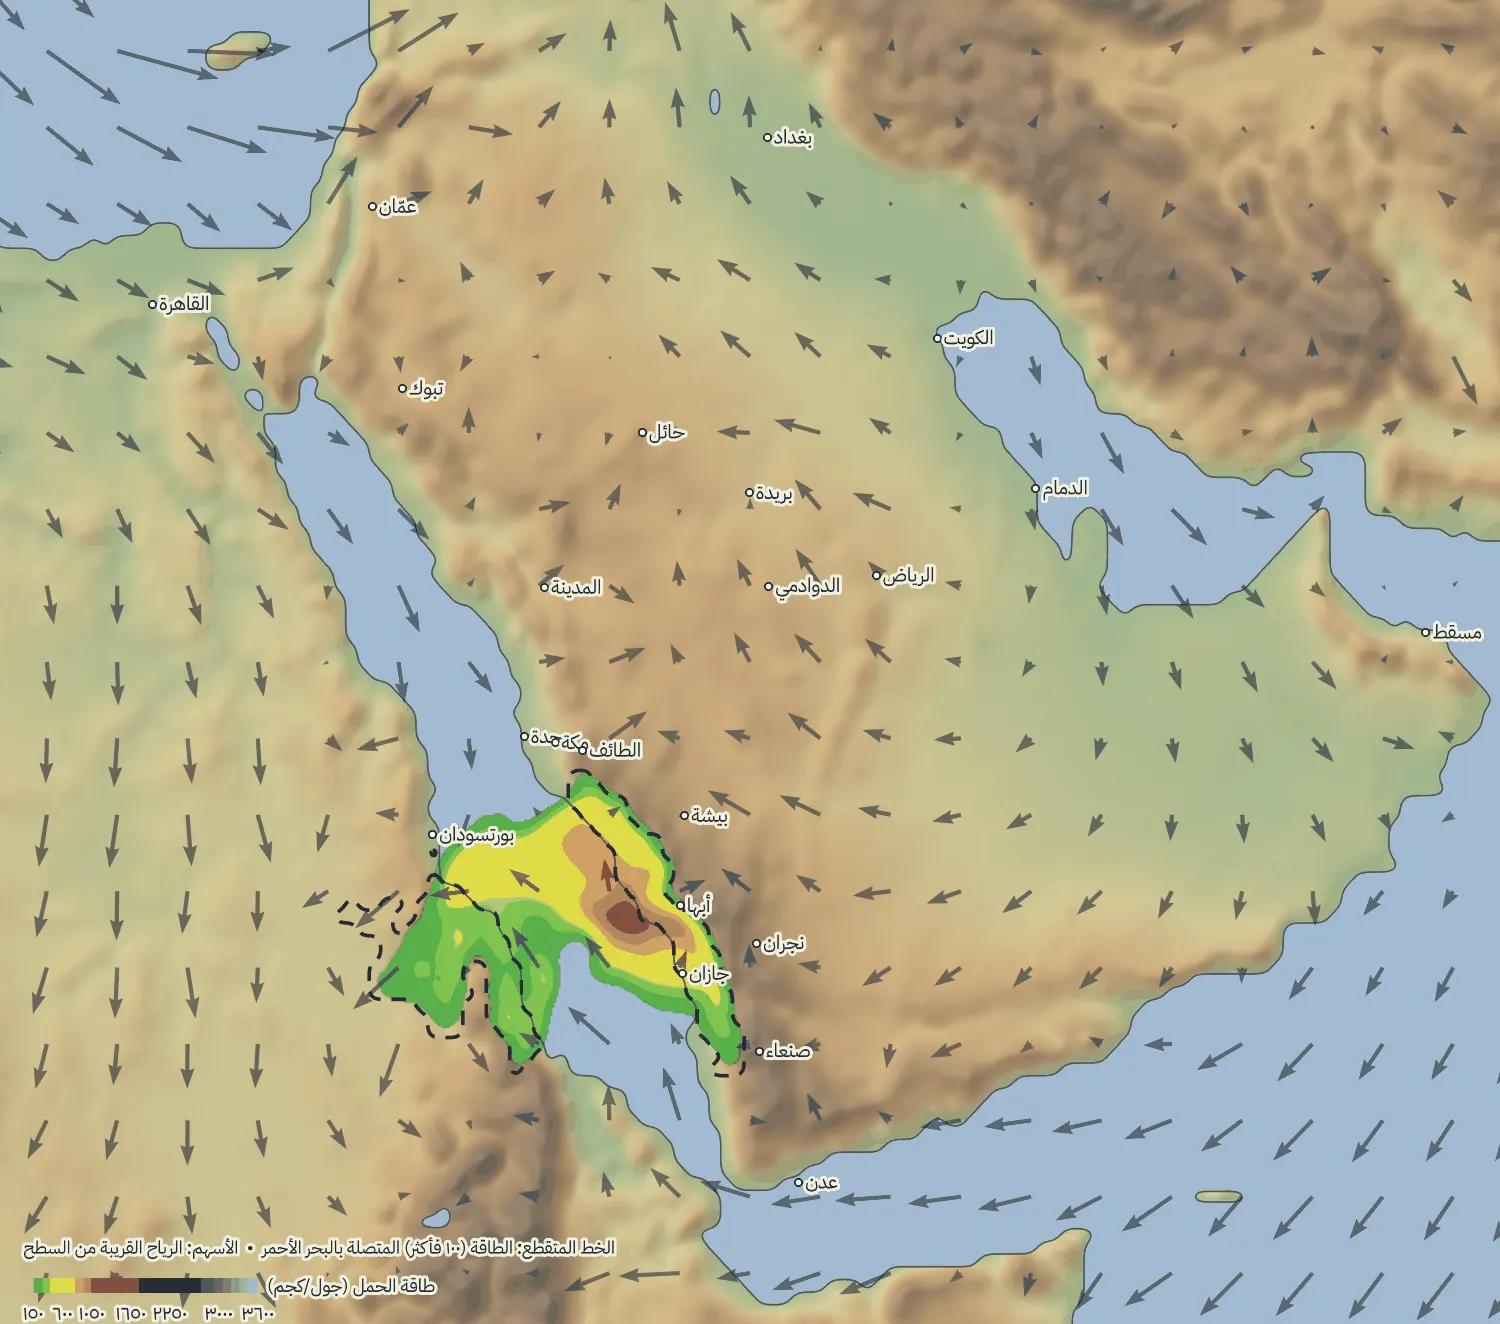 بغداد
عمّان
القاهرة
الكويت
تبوك
حائل
الدمام
بريدة
الرياض
الدوادمي
المدينة
مسقط
جدة
مكة
الطائف
بيشة
بورتسودان
أبها
نجران
جازان
صنعاء
عدن
الخط المتقطع: الطاقة (١٠٠ فأكثر) المتصلة بالبحر الأحمر • الأسهم: الرياح القريبة من السطح
طاقة الحمل (جول/كجم)
١٥٠ ٦٠٠ ١٠٥٠ ١٦٥٠ ٢٢٥٠ ٣٠٠٠ ٣٦٠٠